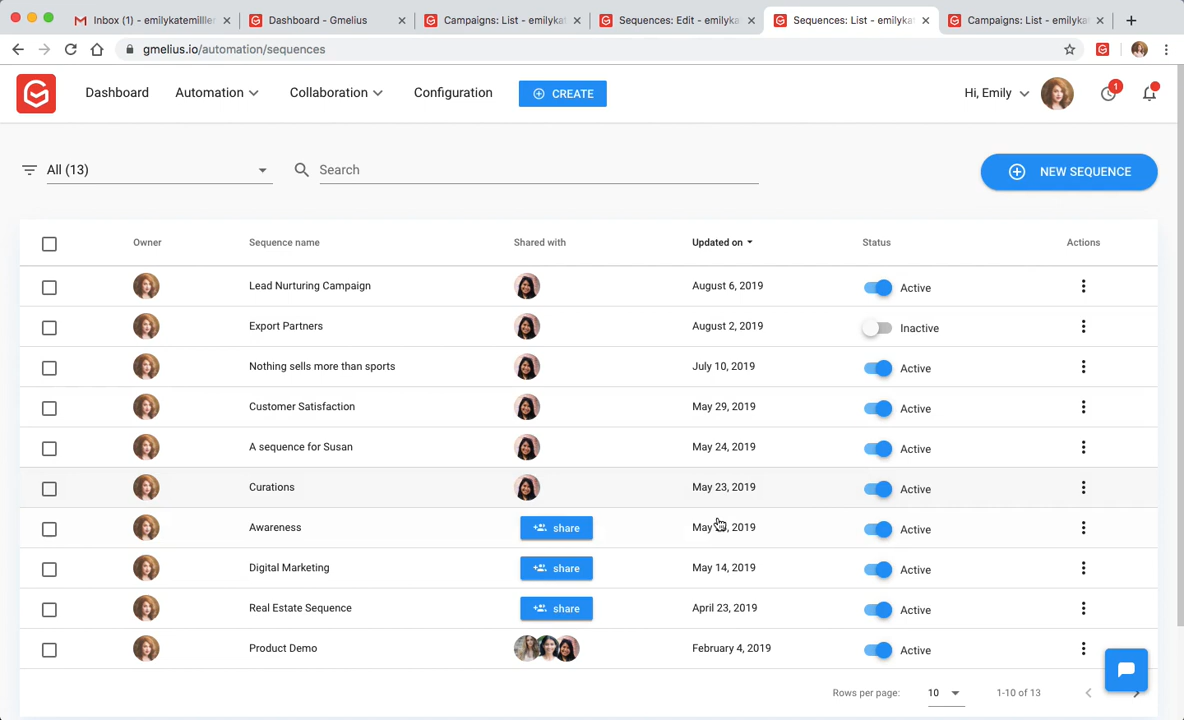 Inbox (1) - emilykatemilller
Dashboard - Gmelius
Campaigns: List - emilykat
Sequences: Edit - emilyka
Sequences: List - emilykat
Campaigns: List - emilykat
gmelius.io/automation/sequences
Dashboard Automation Collaboration Configuration CREATE Hi, Emily 1
All (13) Search NEW SEQUENCE
Owner Sequence name Shared with Updated on Status Actions
Lead Nurturing Campaign August 6, 2019 Active
Export Partners August 2, 2019 Inactive
Nothing sells more than sports July 10, 2019 Active
Customer Satisfaction May 29, 2019 Active
A sequence for Susan May 24, 2019 Active
Curations May 23, 2019 Active
Awareness share May , 2019 Active
Digital Marketing share May 14, 2019 Active
Real Estate Sequence share April 23, 2019 Active
Product Demo February 4, 2019 Active
Rows per page: 10 1-10 of 13